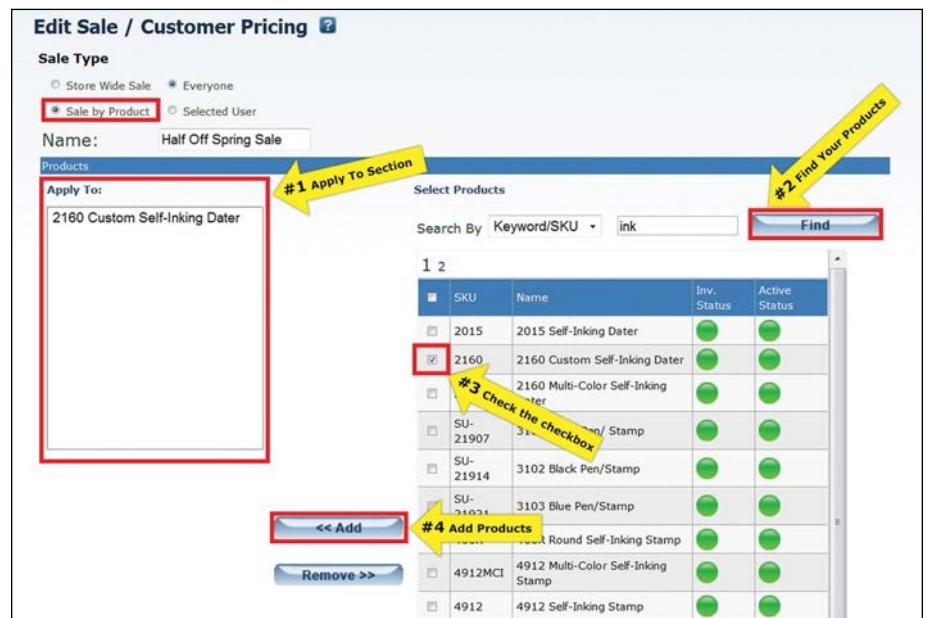 Edit Sale / Customer Pricing ?
Sale Type
Store Wide Sale Everyone
Sale by Product Selected User
Name: Half Off Spring Sale
Products
Apply To:
2160 Custom Self-Inking Dater
#1 Apply To Section
#2 Find Your Products
Select Products
Search By Keyword/SKU ink Find
1 2
SKU Name Inv. Status Active Status
2015 2015 Self-Inking Dater
2160 2160 Custom Self-Inking Dater
2160 Multi-Color Self-Inking
#3 Check the checkbox
SU-21907 Stamp
SU-21914 3102 Black Pen/Stamp
SU- 3103 Blue Pen/Stamp
<< Add
#4 Add Products
Round Self-Inking Stamp
Remove >>
4912MCI 4912 Multi-Color Self-Inking Stamp
4912 4912 Self-Inking Stamp